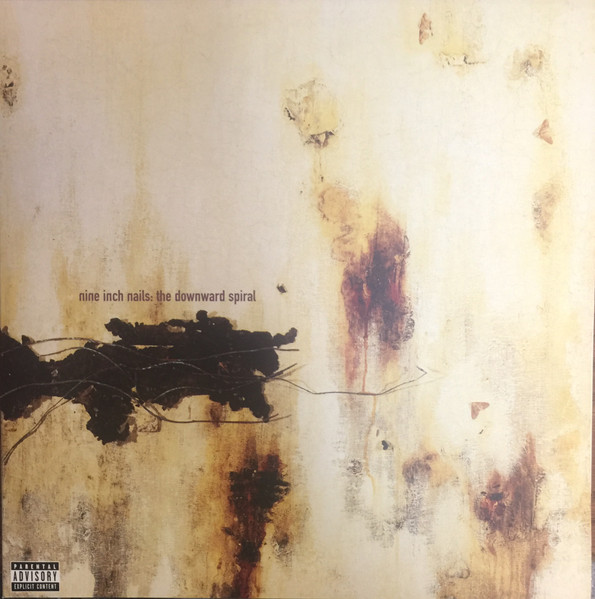 nine inch nails: the downward spiral
PARENTAL
ADVISORY
EXPLICIT CONTENT